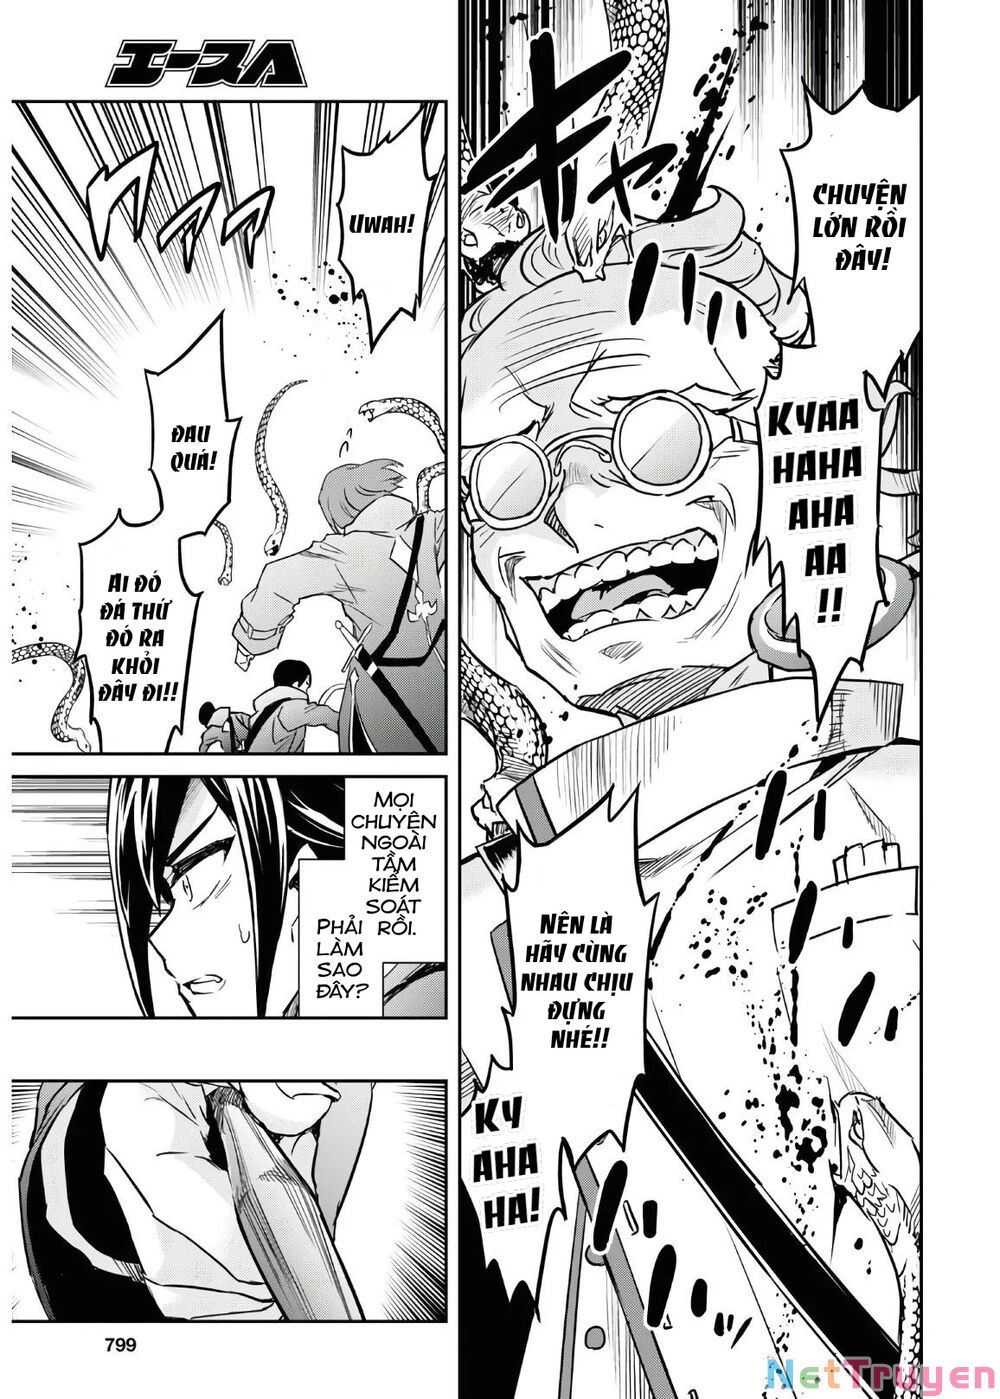 エースA
CHUYỆN
LỚN RỒI
ĐÂY!
キャ
KYAA
HAHA
AHA
AA
!!
NÊN LÀ
HÃY CÙNG
NHAU CHỊU
ĐỰNG
NHÉ!!
KY
AHA
HA!
UWAH!
ĐAU
QUÁ!
AI ĐÓ
ĐÁ THỨ
ĐÓ RA
KHỎI
ĐÂY ĐI!!
MỌI
CHUYỆN
NGOÀI
TẦM
KIỂM
SOÁT
RỒI.
PHẢI
LÀM
SAO
ĐÂY?
799
NetTruyen